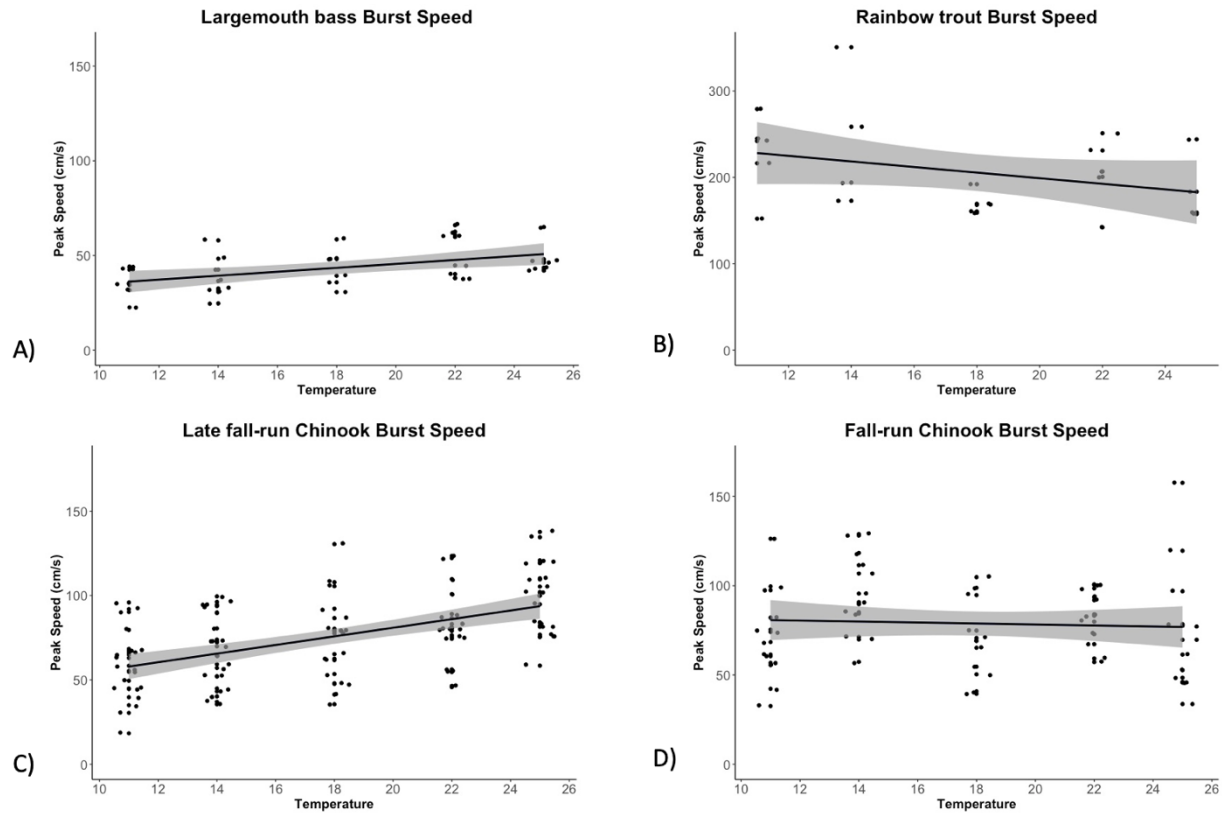 Largemouth bass Burst Speed
150
100
50
0
Peak Speed (cm/s)
10 12 14 16 18 20 22 24 26
Temperature
A)
Rainbow trout Burst Speed
300
200
100
0
Peak Speed (cm/s)
12 14 16 18 20 22 24
Temperature
B)
Late fall-run Chinook Burst Speed
150
100
50
0
Peak Speed (cm/s)
10 12 14 16 18 20 22 24 26
Temperature
C)
Fall-run Chinook Burst Speed
150
100
50
0
Peak Speed (cm/s)
10 12 14 16 18 20 22 24 26
Temperature
D)